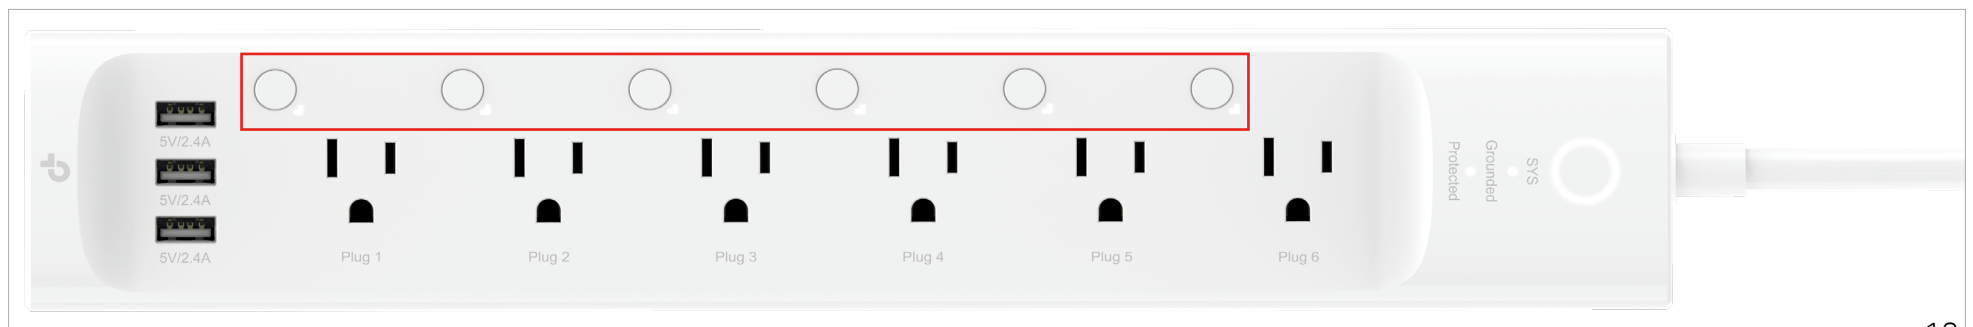 5V/2.4A
5V/2.4A
5V/2.4A
Plug 1
Plug 2
Plug 3
Plug 4
Plug 5
Plug 6
Protected
Grounded
SYS